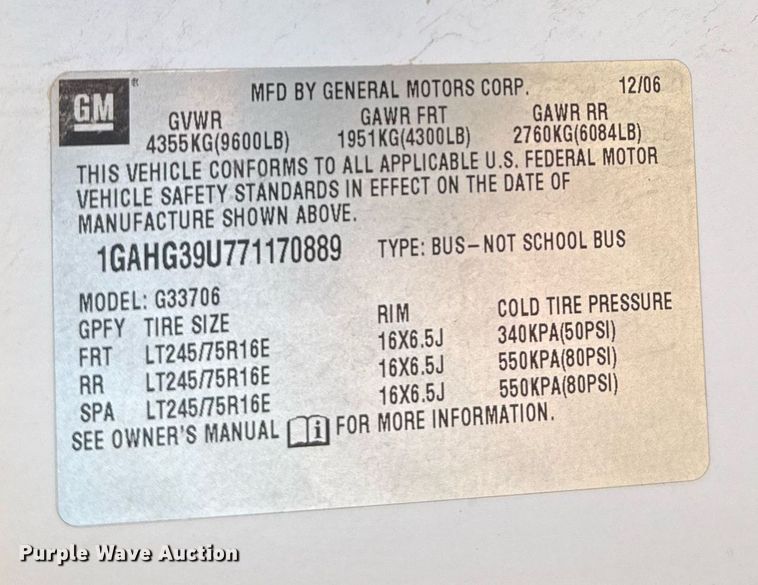 GM ® MFD BY GENERAL MOTORS CORP. 12/06
GVWR GAWR FRT GAWR RR
4355KG(9600LB) 1951KG(4300LB) 2760KG(6084LB)
THIS VEHICLE CONFORMS TO ALL APPLICABLE U.S. FEDERAL MOTOR
VEHICLE SAFETY STANDARDS IN EFFECT ON THE DATE OF
MANUFACTURE SHOWN ABOVE.
1GAHG39U771170889 TYPE: BUS-NOT SCHOOL BUS
MODEL: G33706
GPFY TIRE SIZE RIM COLD TIRE PRESSURE
FRT LT245/75R16E 16X6.5J 340KPA(50PSI)
RR LT245/75R16E 16X6.5J 550KPA(80PSI)
SPA LT245/75R16E 16X6.5J 550KPA(80PSI)
SEE OWNER'S MANUAL i FOR MORE INFORMATION.
Purple Wave Auction